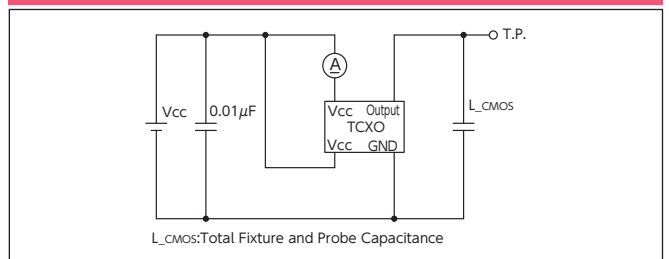 T.P.
A
Vcc
0.01μF
Vcc Output
TCXO
Vcc GND
L_CMOS
L_CMOS:Total Fixture and Probe Capacitance